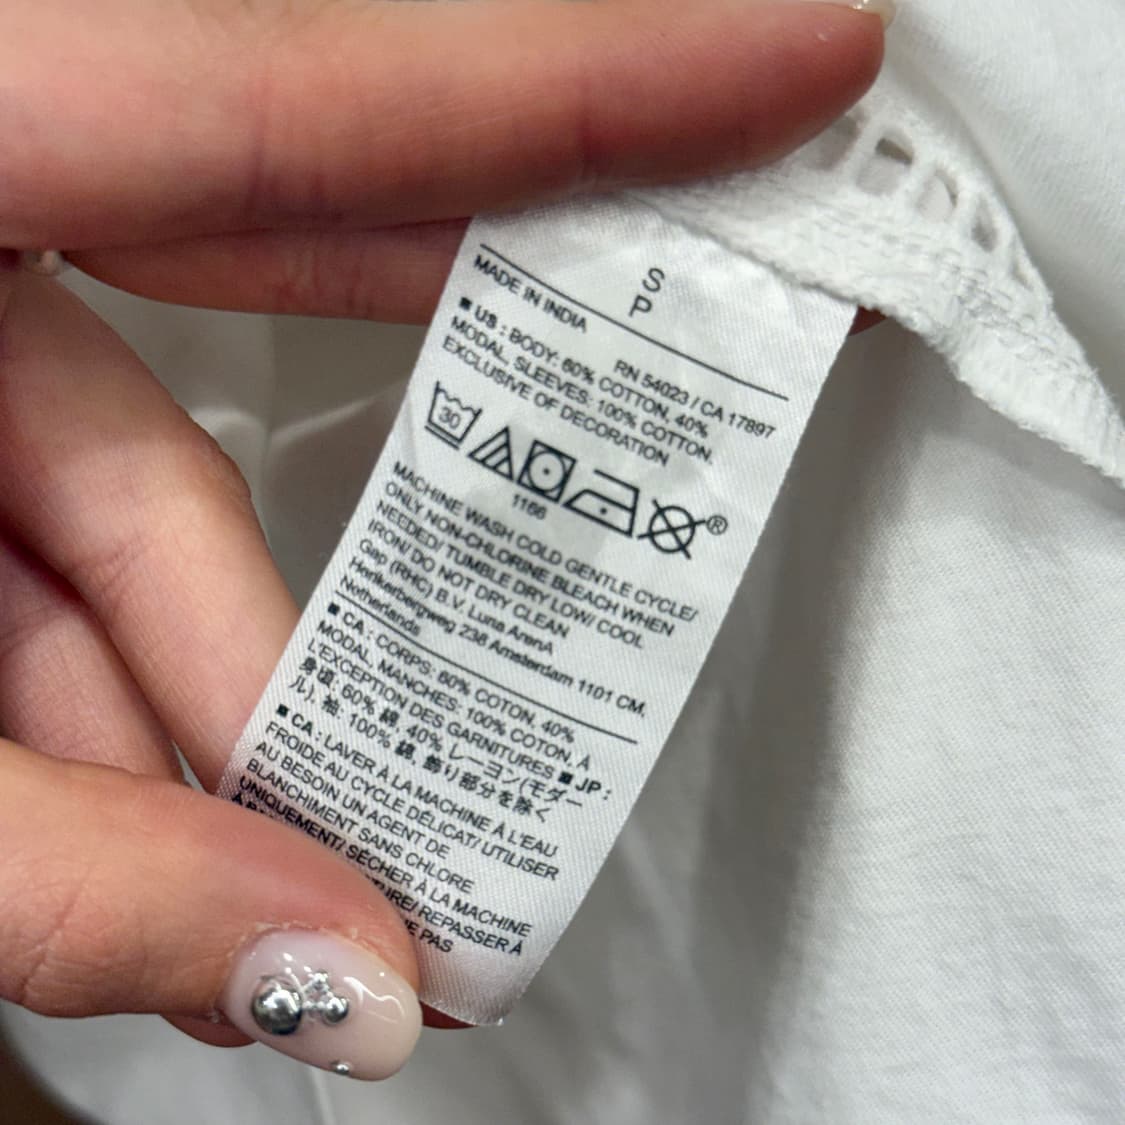 S
P
MADE IN INDIA
RN 54023 / CA 17897
■ US : BODY: 60% COTTON, 40%
MODAL, SLEEVES: 100% COTTON.
EXCLUSIVE OF DECORATION
30
®
1166
MACHINE WASH COLD GENTLE CYCLE/
ONLY NON-CHLORINE BLEACH WHEN
NEEDED/ TUMBLE DRY LOW/ COOL
IRON/ DO NOT DRY CLEAN
Gap (RHC) B.V. Luna ArenA
Herikerbergweg 238 Amsterdam 1101 CM,
Netherlands
■ CA : CORPS: 60% COTON, 40%
MODAL, MANCHES: 100% COTON, À
L'EXCEPTION DES GARNITURES ■ JP :
身頃: 60% 綿, 40% レーヨン(モダー
ル), 袖: 100% 綿, 飾り部分を除く
■ CA : LAVER À LA MACHINE À L'EAU
FROIDE AU CYCLE DÉLICAT/ UTILISER
AU BESOIN UN AGENT DE
BLANCHIMENT SANS CHLORE
UNIQUEMENT/ SÉCHER À LA MACHINE
REPASSER À
PAS